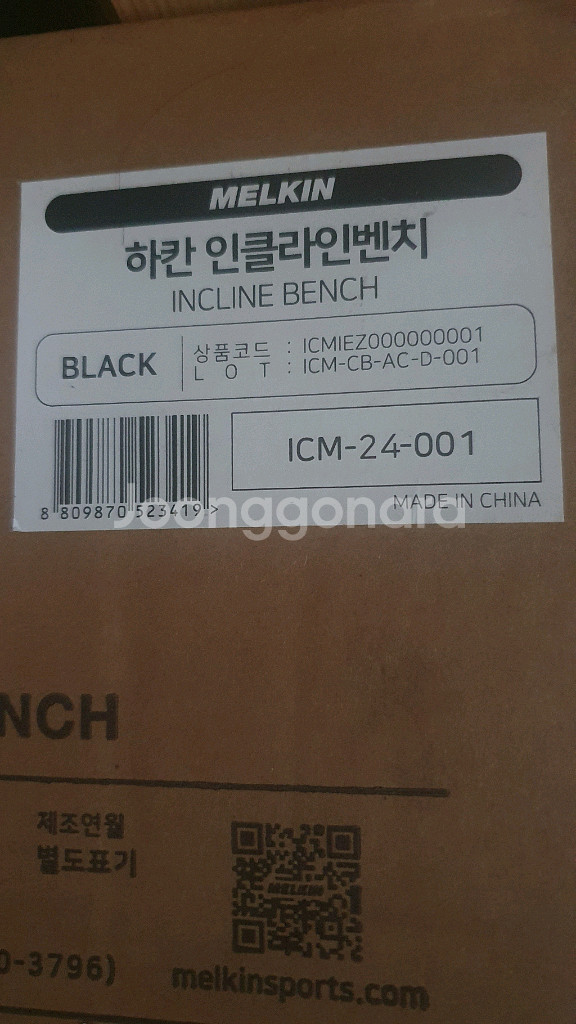 MELKIN
하칸 인클라인벤치
INCLINE BENCH
BLACK
상품코드 : ICMIEZ000000001
L O T : ICM-CB-AC-D-001
ICM-24-001
8 809870 523419 >
MADE IN CHINA
Joonggonara
NCH
제조연월
별도표기
MELKIN
0-3796)
melkinsports.com